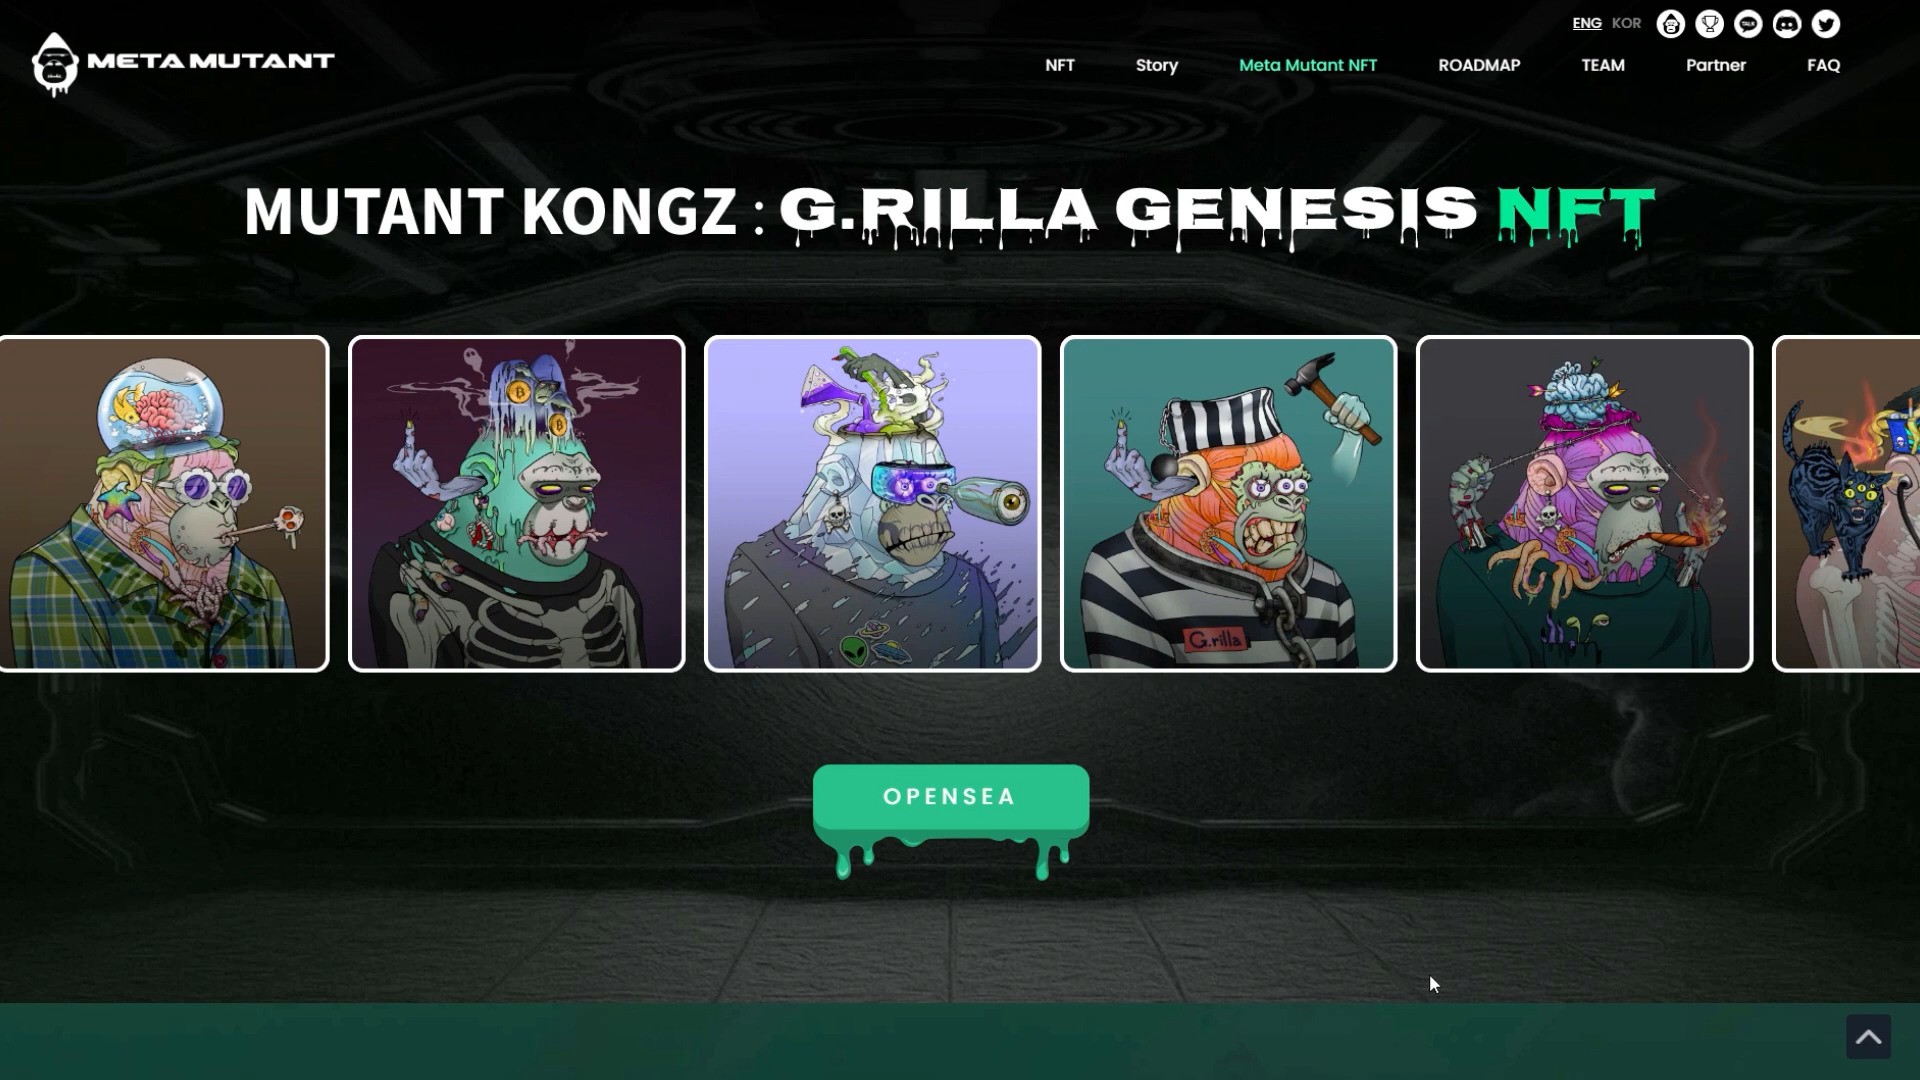 ENG KOR
META MUTANT
NFT Story Meta Mutant NFT ROADMAP TEAM Partner FAQ
MUTANT KONGZ : G.RILLA GENESIS NFT
G.rilla
OPENSEA